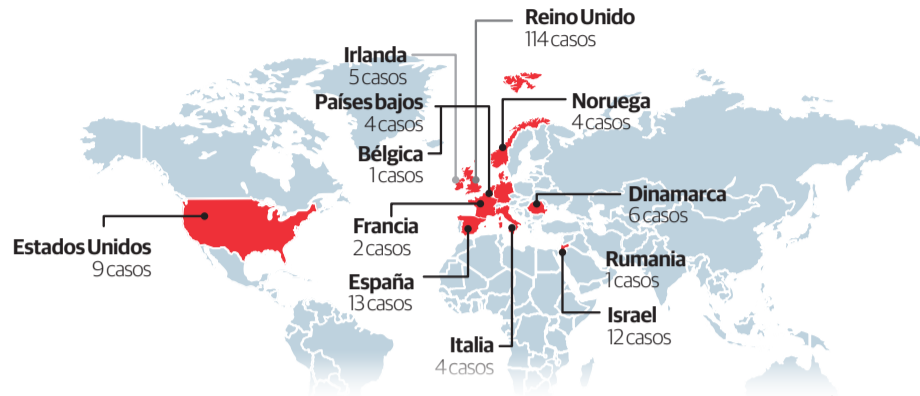 Reino Unido
114 casos
Irlanda
5 casos
Países bajos
4 casos
Noruega
4 casos
Bélgica
1 casos
Dinamarca
6 casos
Estados Unidos
9 casos
Francia
2 casos
Rumania
1 casos
España
13 casos
Israel
12 casos
Italia
4 casos